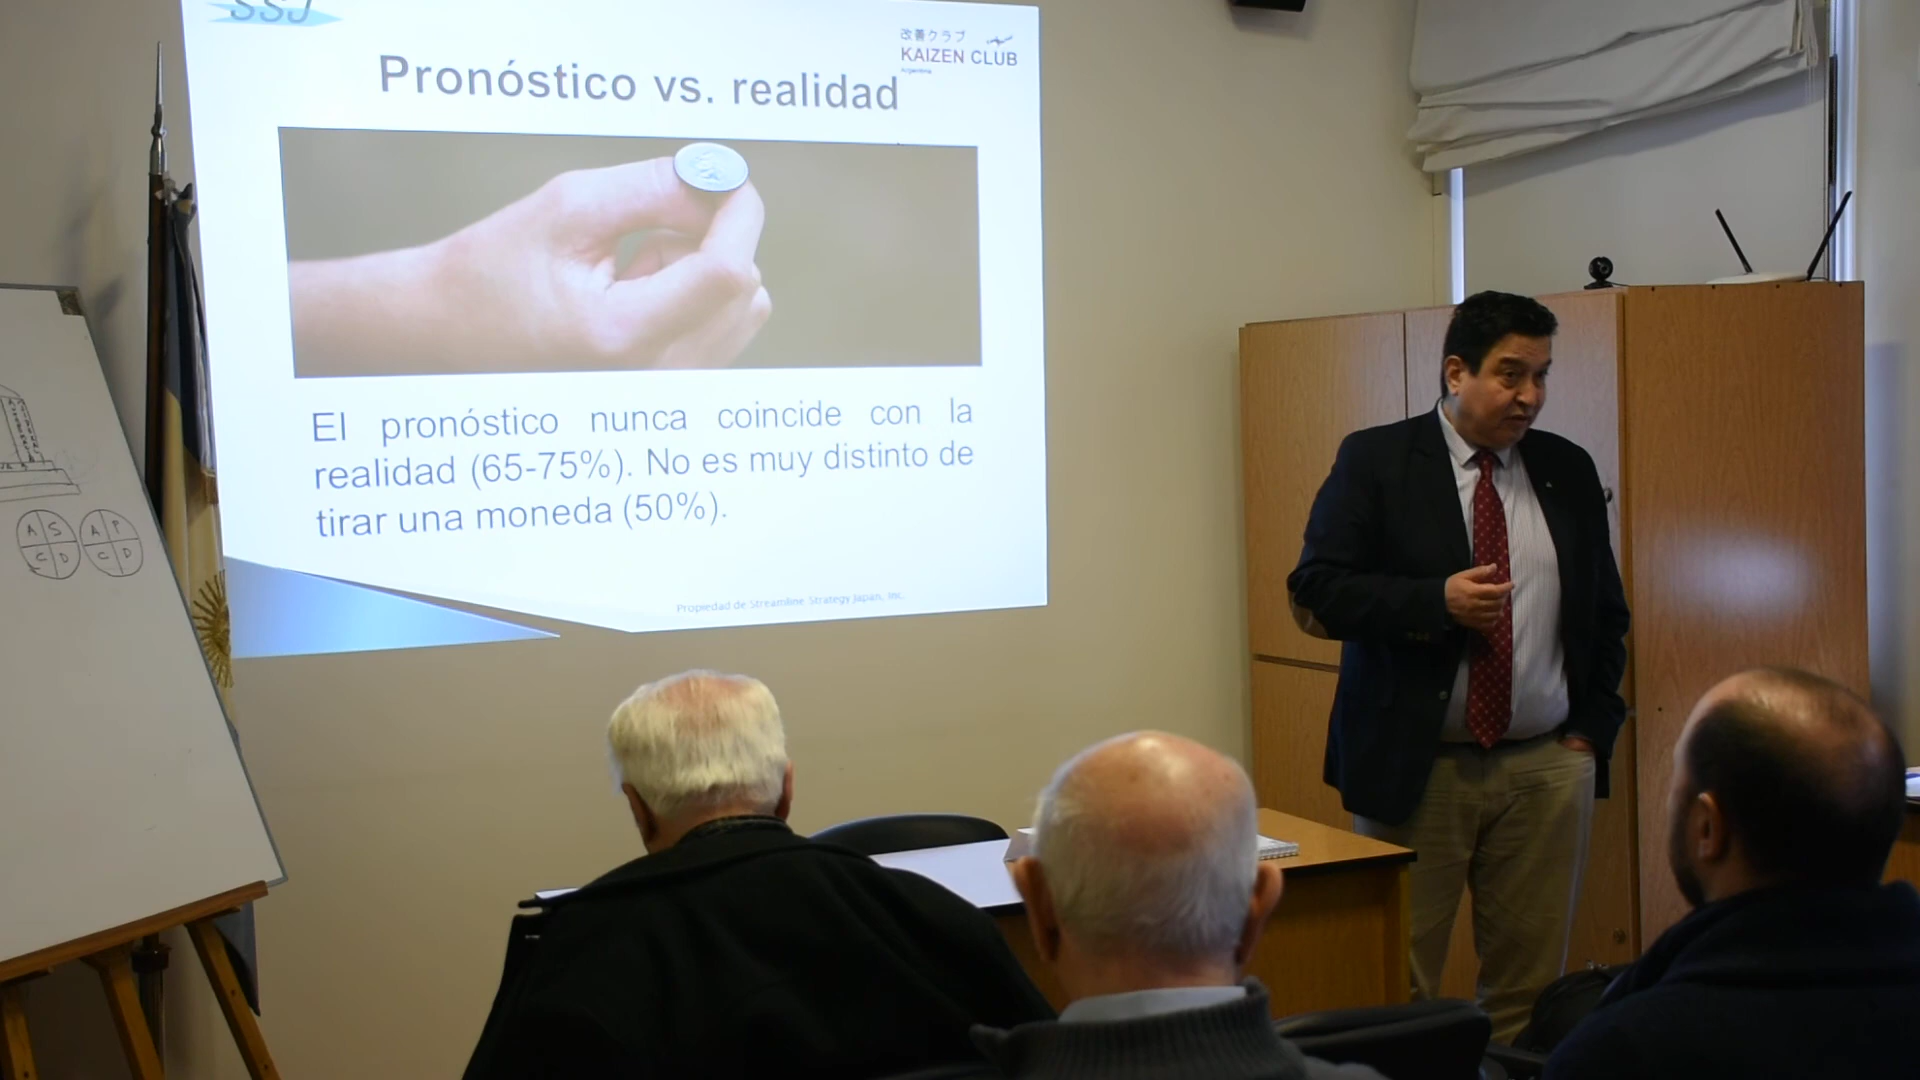 SSJ
改善クラブ
KAIZEN CLUB
Argentina
Pronóstico vs. realidad
El pronóstico nunca coincide con la
realidad (65-75%). No es muy distinto de
tirar una moneda (50%).
Propiedad de Streamline Strategy Japan, Inc.
A S A P
C D C D